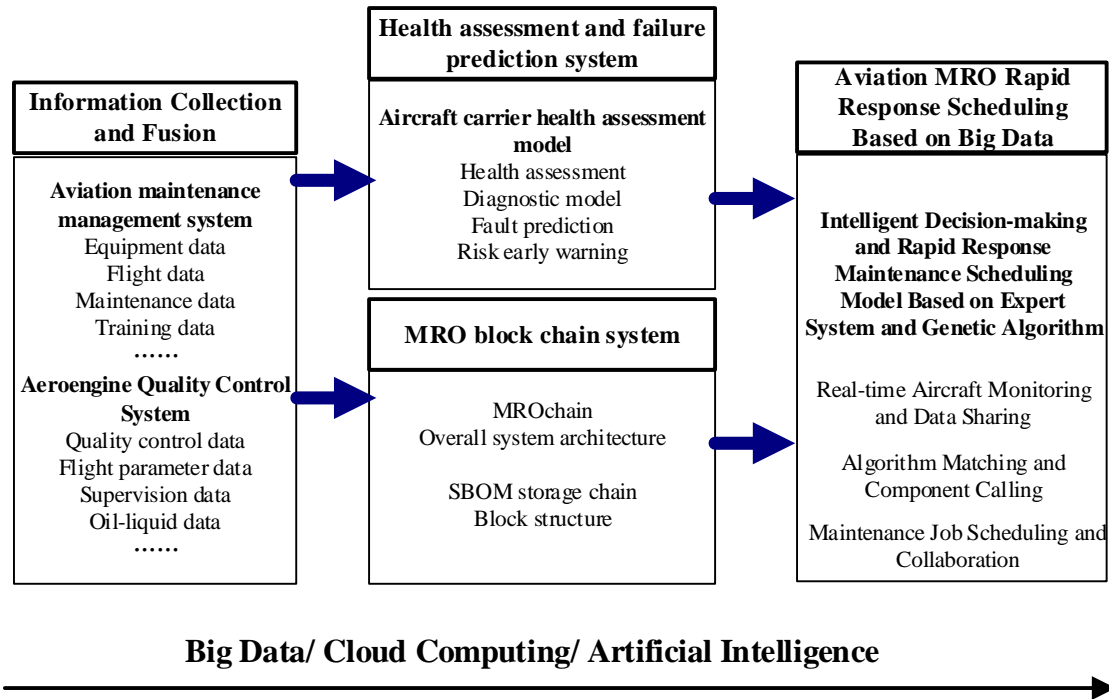 Information Collection
and Fusion
Aviation maintenance
management system
Equipment data
Flight data
Maintenance data
Training data
……
Aeroengine Quality Control
System
Quality control data
Flight parameter data
Supervision data
Oil-liquid data
……
Health assessment and failure
prediction system
Aircraft carrier health assessment
model
Health assessment
Diagnostic model
Fault prediction
Risk early warning
MRO block chain system
MROchain
Overall system architecture
SBOM storage chain
Block structure
Aviation MRO Rapid
Response Scheduling
Based on Big Data
Intelligent Decision-making
and Rapid Response
Maintenance Scheduling
Model Based on Expert
System and Genetic Algorithm
Real-time Aircraft Monitoring
and Data Sharing
Algorithm Matching and
Component Calling
Maintenance Job Scheduling and
Collaboration
Big Data/ Cloud Computing/ Artificial Intelligence